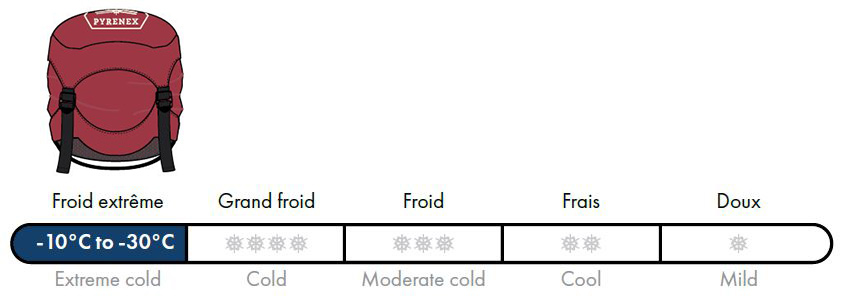 PYRENEX
Froid extrême Grand froid Froid Frais Doux
-10°C to -30°C
Extreme cold Cold Moderate cold Cool Mild